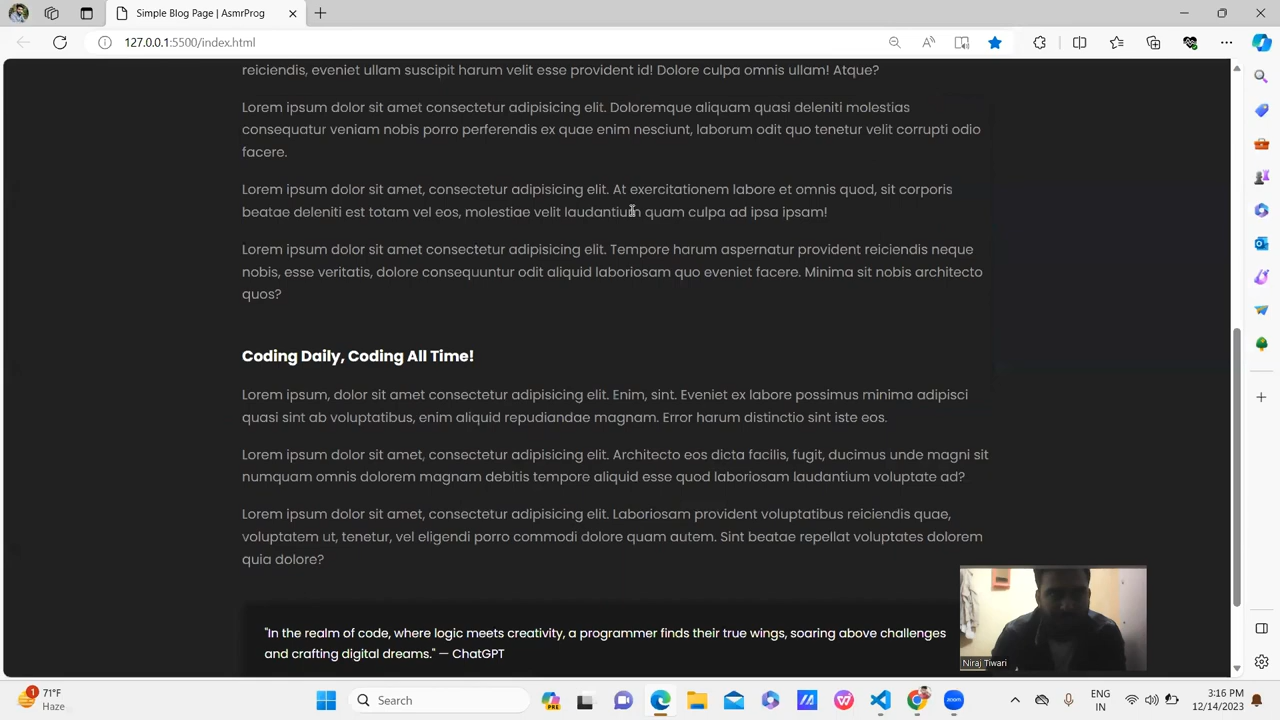 Simple Blog Page | AsmrProg
127.0.0.1:5500/index.html
reiciendis, eveniet ullam suscipit harum velit esse provident id! Dolore culpa omnis ullam! Atque?
Lorem ipsum dolor sit amet consectetur adipisicing elit. Doloremque aliquam quasi deleniti molestias
consequatur veniam nobis porro perferendis ex quae enim nesciunt, laborum odit quo tenetur velit corrupti odio
facere.
Lorem ipsum dolor sit amet, consectetur adipisicing elit. At exercitationem labore et omnis quod, sit corporis
beatae deleniti est totam vel eos, molestiae velit laudantium quam culpa ad ipsa ipsam!
Lorem ipsum dolor sit amet consectetur adipisicing elit. Tempore harum aspernatur provident reiciendis neque
nobis, esse veritatis, dolore consequuntur odit aliquid laboriosam quo eveniet facere. Minima sit nobis architecto
quos?
Coding Daily, Coding All Time!
Lorem ipsum, dolor sit amet consectetur adipisicing elit. Enim, sint. Eveniet ex labore possimus minima adipisci
quasi sint ab voluptatibus, enim aliquid repudiandae magnam. Error harum distinctio sint iste eos.
Lorem ipsum dolor sit amet, consectetur adipisicing elit. Architecto eos dicta facilis, fugit, ducimus unde magni sit
numquam omnis dolorem magnam debitis tempore aliquid esse quod laboriosam laudantium voluptate ad?
Lorem ipsum dolor sit amet, consectetur adipisicing elit. Laboriosam provident voluptatibus reiciendis quae,
voluptatem ut, tenetur, vel eligendi porro commodi dolore quam autem. Sint beatae repellat voluptates dolorem
quia dolore?
"In the realm of code, where logic meets creativity, a programmer finds their true wings, soaring above challenges
and crafting digital dreams." — ChatGPT
Niraj Tiwari
1
71°F
Haze
Search
PRE
zoom
ENG
IN
3:16 PM
12/14/2023